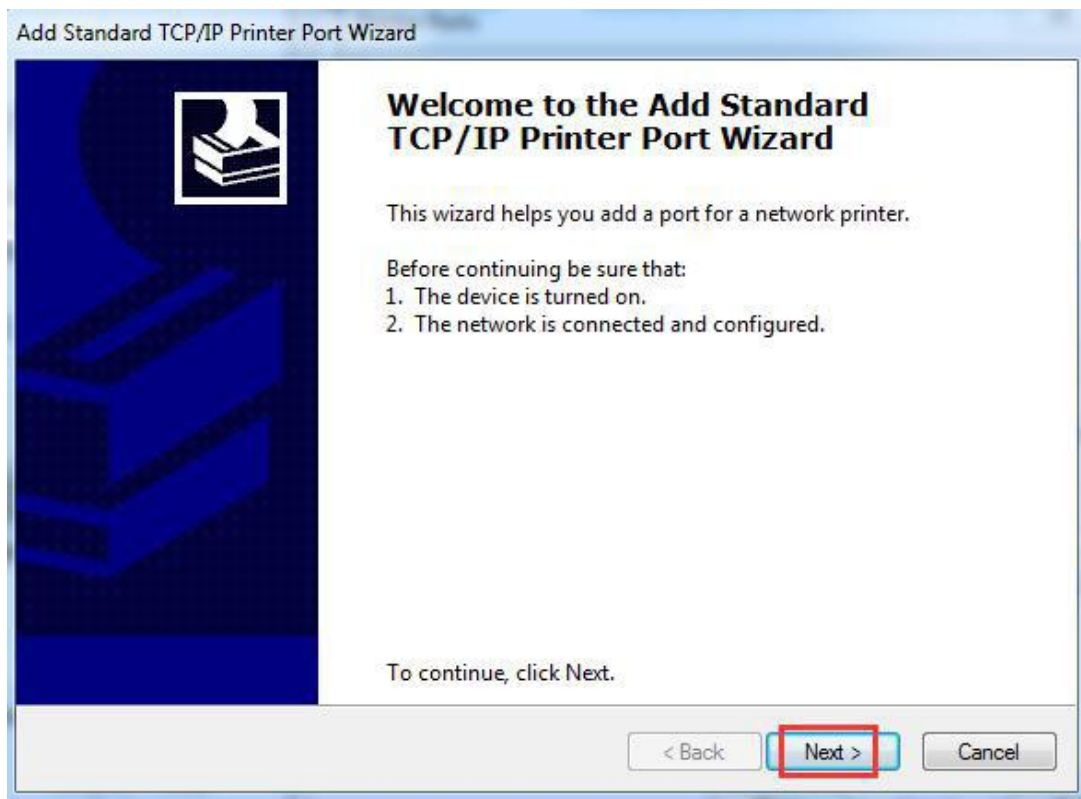 Add Standard TCP/IP Printer Port Wizard
Welcome to the Add Standard
TCP/IP Printer Port Wizard
This wizard helps you add a port for a network printer.
Before continuing be sure that:
1. The device is turned on.
2. The network is connected and configured.
To continue, click Next.
< Back
Next >
Cancel